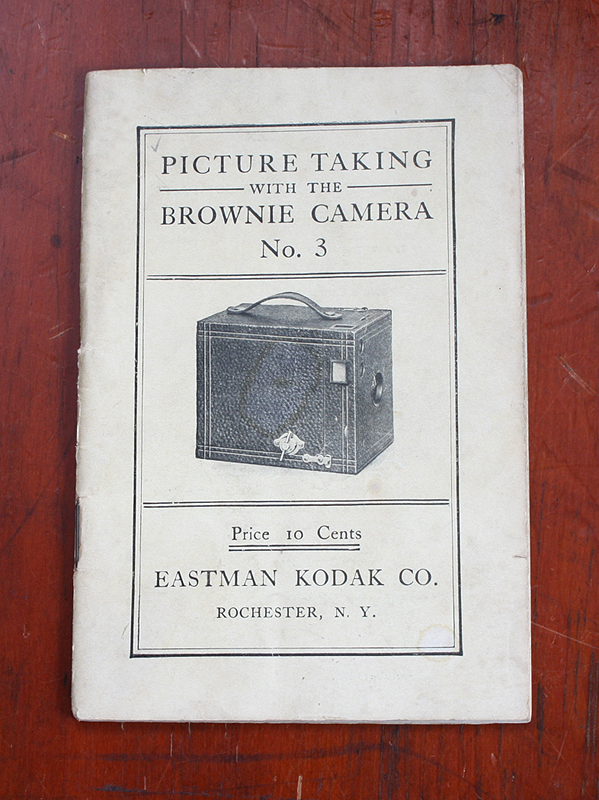 PICTURE TAKING
WITH THE
BROWNIE CAMERA
No. 3
Price 10 Cents
EASTMAN KODAK CO.
ROCHESTER, N. Y.